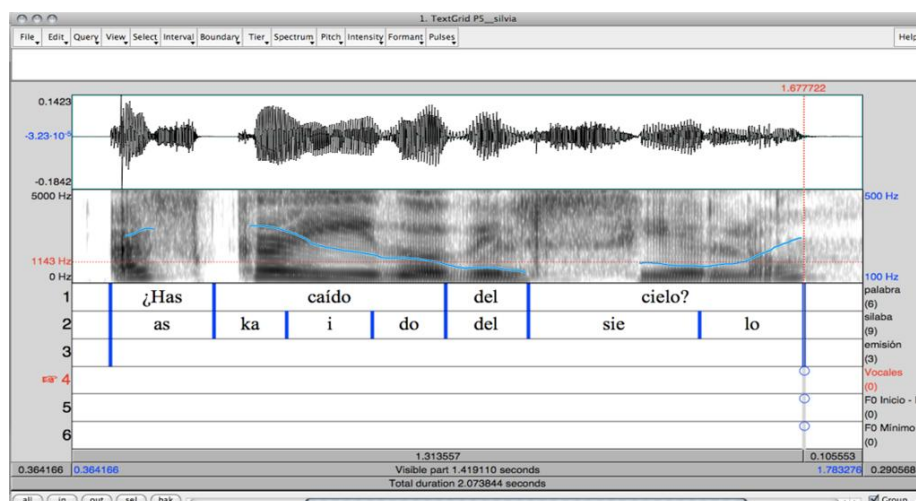 1. TextGrid P5__silvia
File Edit Query View Select Interval Boundary Tier Spectrum Pitch Intensity Formant Pulses Help
1.677722
0.1423
-3.23·10⁻⁵
-0.1842
5000 Hz 500 Hz
1143 Hz
0 Hz 100 Hz
1 ¿Has caído del cielo? palabra (6)
2 as ka i do del sie lo silaba (9)
3 emisión (3)
4 Vocales (0)
5 F0 Inicio - (0)
6 F0 Mínimo (0)
1.313557 0.105553
0.364166 0.364166 Visible part 1.419110 seconds 1.783276 0.290568
Total duration 2.073844 seconds
all in out sel bak Group